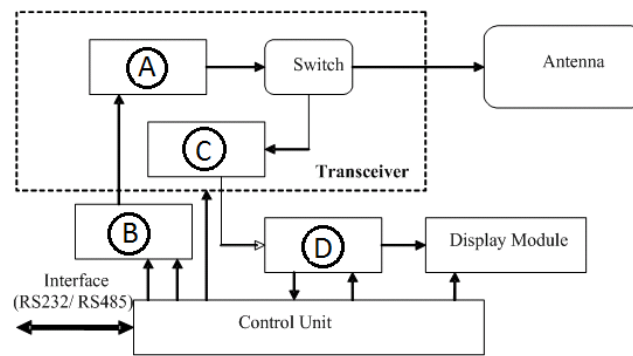 A
Switch
Antenna
C
Transceiver
B
D
Display Module
Interface
(RS232/ RS485)
Control Unit